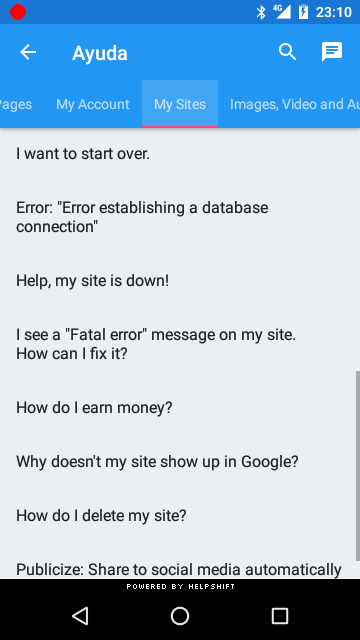 4G 23:10
Ayuda
Pages My Account My Sites Images, Video and Au
I want to start over.
Error: "Error establishing a database
connection"
Help, my site is down!
I see a "Fatal error" message on my site.
How can I fix it?
How do I earn money?
Why doesn't my site show up in Google?
How do I delete my site?
Publicize: Share to social media automatically
POWERED BY HELPSHIFT